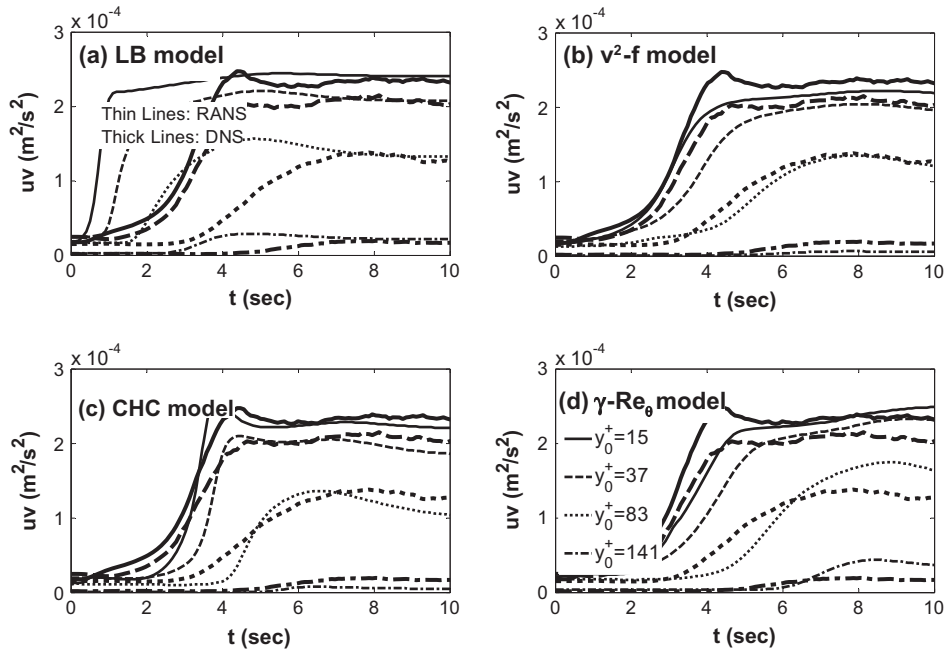 x 10⁻⁴
3
2
1
0
uv (m²/s²)
(a) LB model
Thin Lines: RANS
Thick Lines: DNS
0 2 4 6 8 10
t (sec)
x 10⁻⁴
3
2
1
0
uv (m²/s²)
(b) v²-f model
0 2 4 6 8 10
t (sec)
x 10⁻⁴
3
2
1
0
uv (m²/s²)
(c) CHC model
0 2 4 6 8 10
t (sec)
x 10⁻⁴
3
2
1
0
uv (m²/s²)
(d) γ-Re_θ model
y₀⁺=15
y₀⁺=37
y₀⁺=83
y₀⁺=141
0 2 4 6 8 10
t (sec)